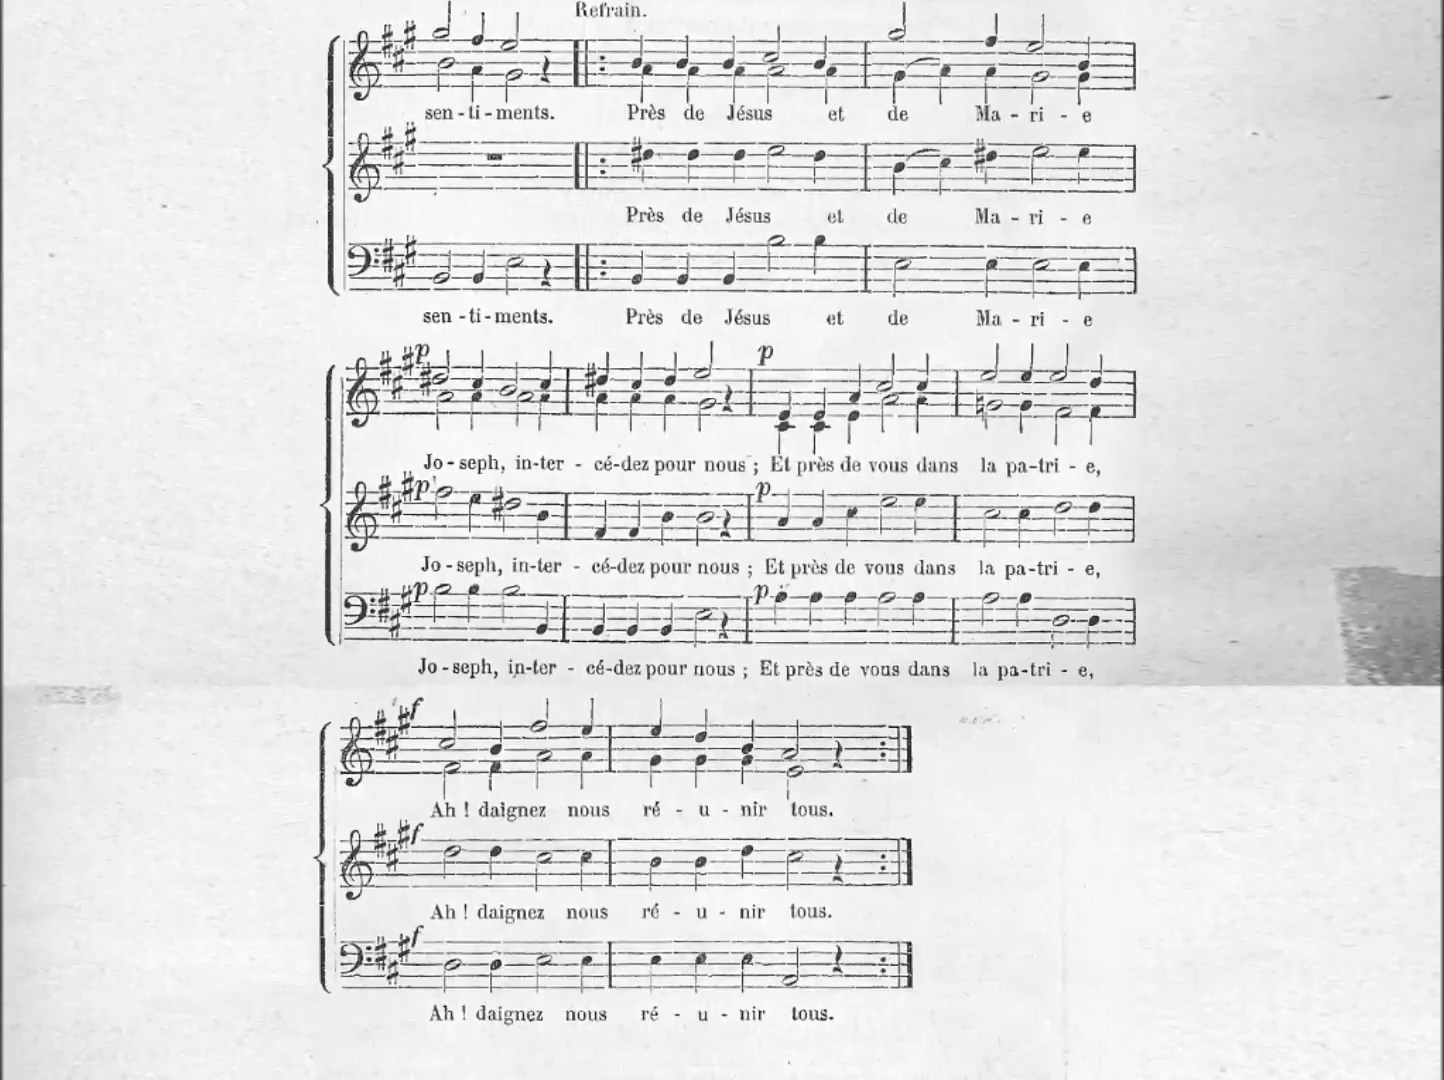 Refrain.
sen - ti - ments. Près de Jésus et de Ma - ri - e
Près de Jésus et de Ma - ri - e
sen - ti - ments. Près de Jésus et de Ma - ri - e
p p
Jo - seph, in-ter - cé-dez pour nous ; Et près de vous dans la pa-tri - e,
p p
Jo - seph, in-ter - cé-dez pour nous ; Et près de vous dans la pa-tri - e,
p p
Jo - seph, in-ter - cé-dez pour nous ; Et près de vous dans la pa-tri - e,
f
Ah ! daignez nous ré - u - nir tous.
f
Ah ! daignez nous ré - u - nir tous.
f
Ah ! daignez nous ré - u - nir tous.